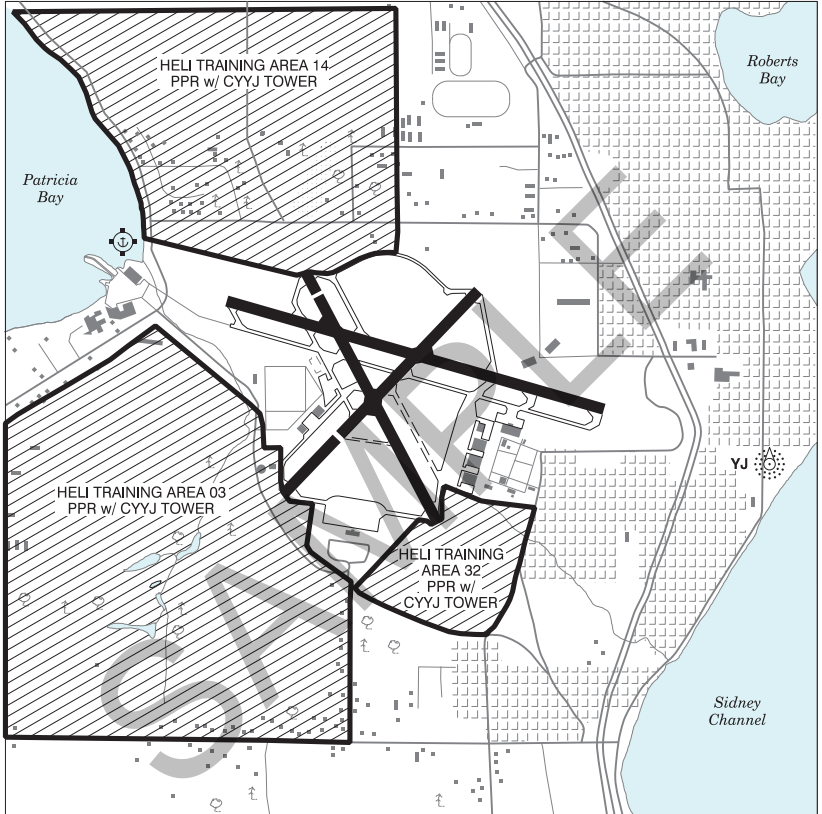 HELI TRAINING AREA 14
PPR w/ CYYJ TOWER
Roberts
Bay
Patricia
Bay
YJ
HELI TRAINING AREA 03
PPR w/ CYYJ TOWER
HELI TRAINING
AREA 32
PPR w/
CYYJ TOWER
Sidney
Channel
SAMPLE